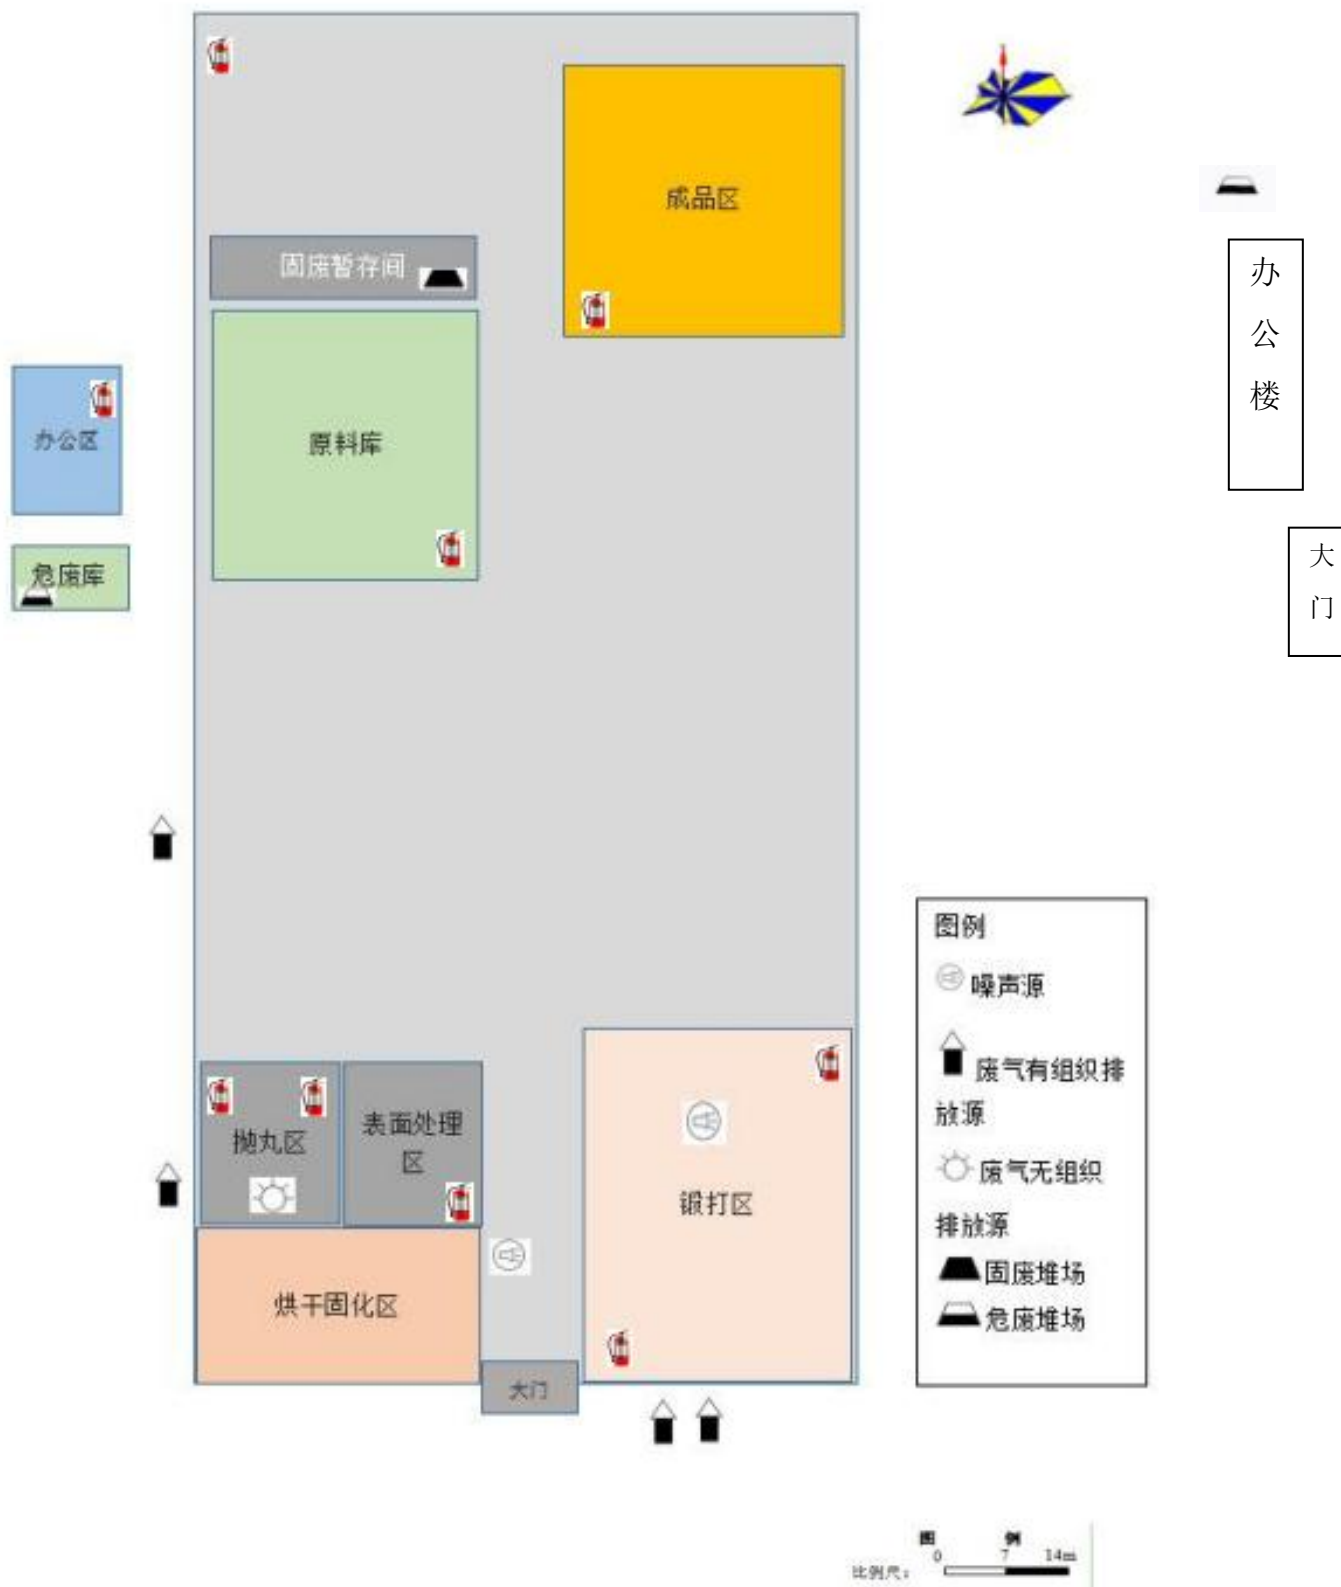 成品区
固废暂存间
办
公
楼
办公区
原料库
大
门
危废库
图例
噪声源
废气有组织排
放源
废气无组织
排放源
固废堆场
危废堆场
抛丸区
表面处理
区
锻打区
烘干固化区
大门
图 例
0 7 14m
比例尺: